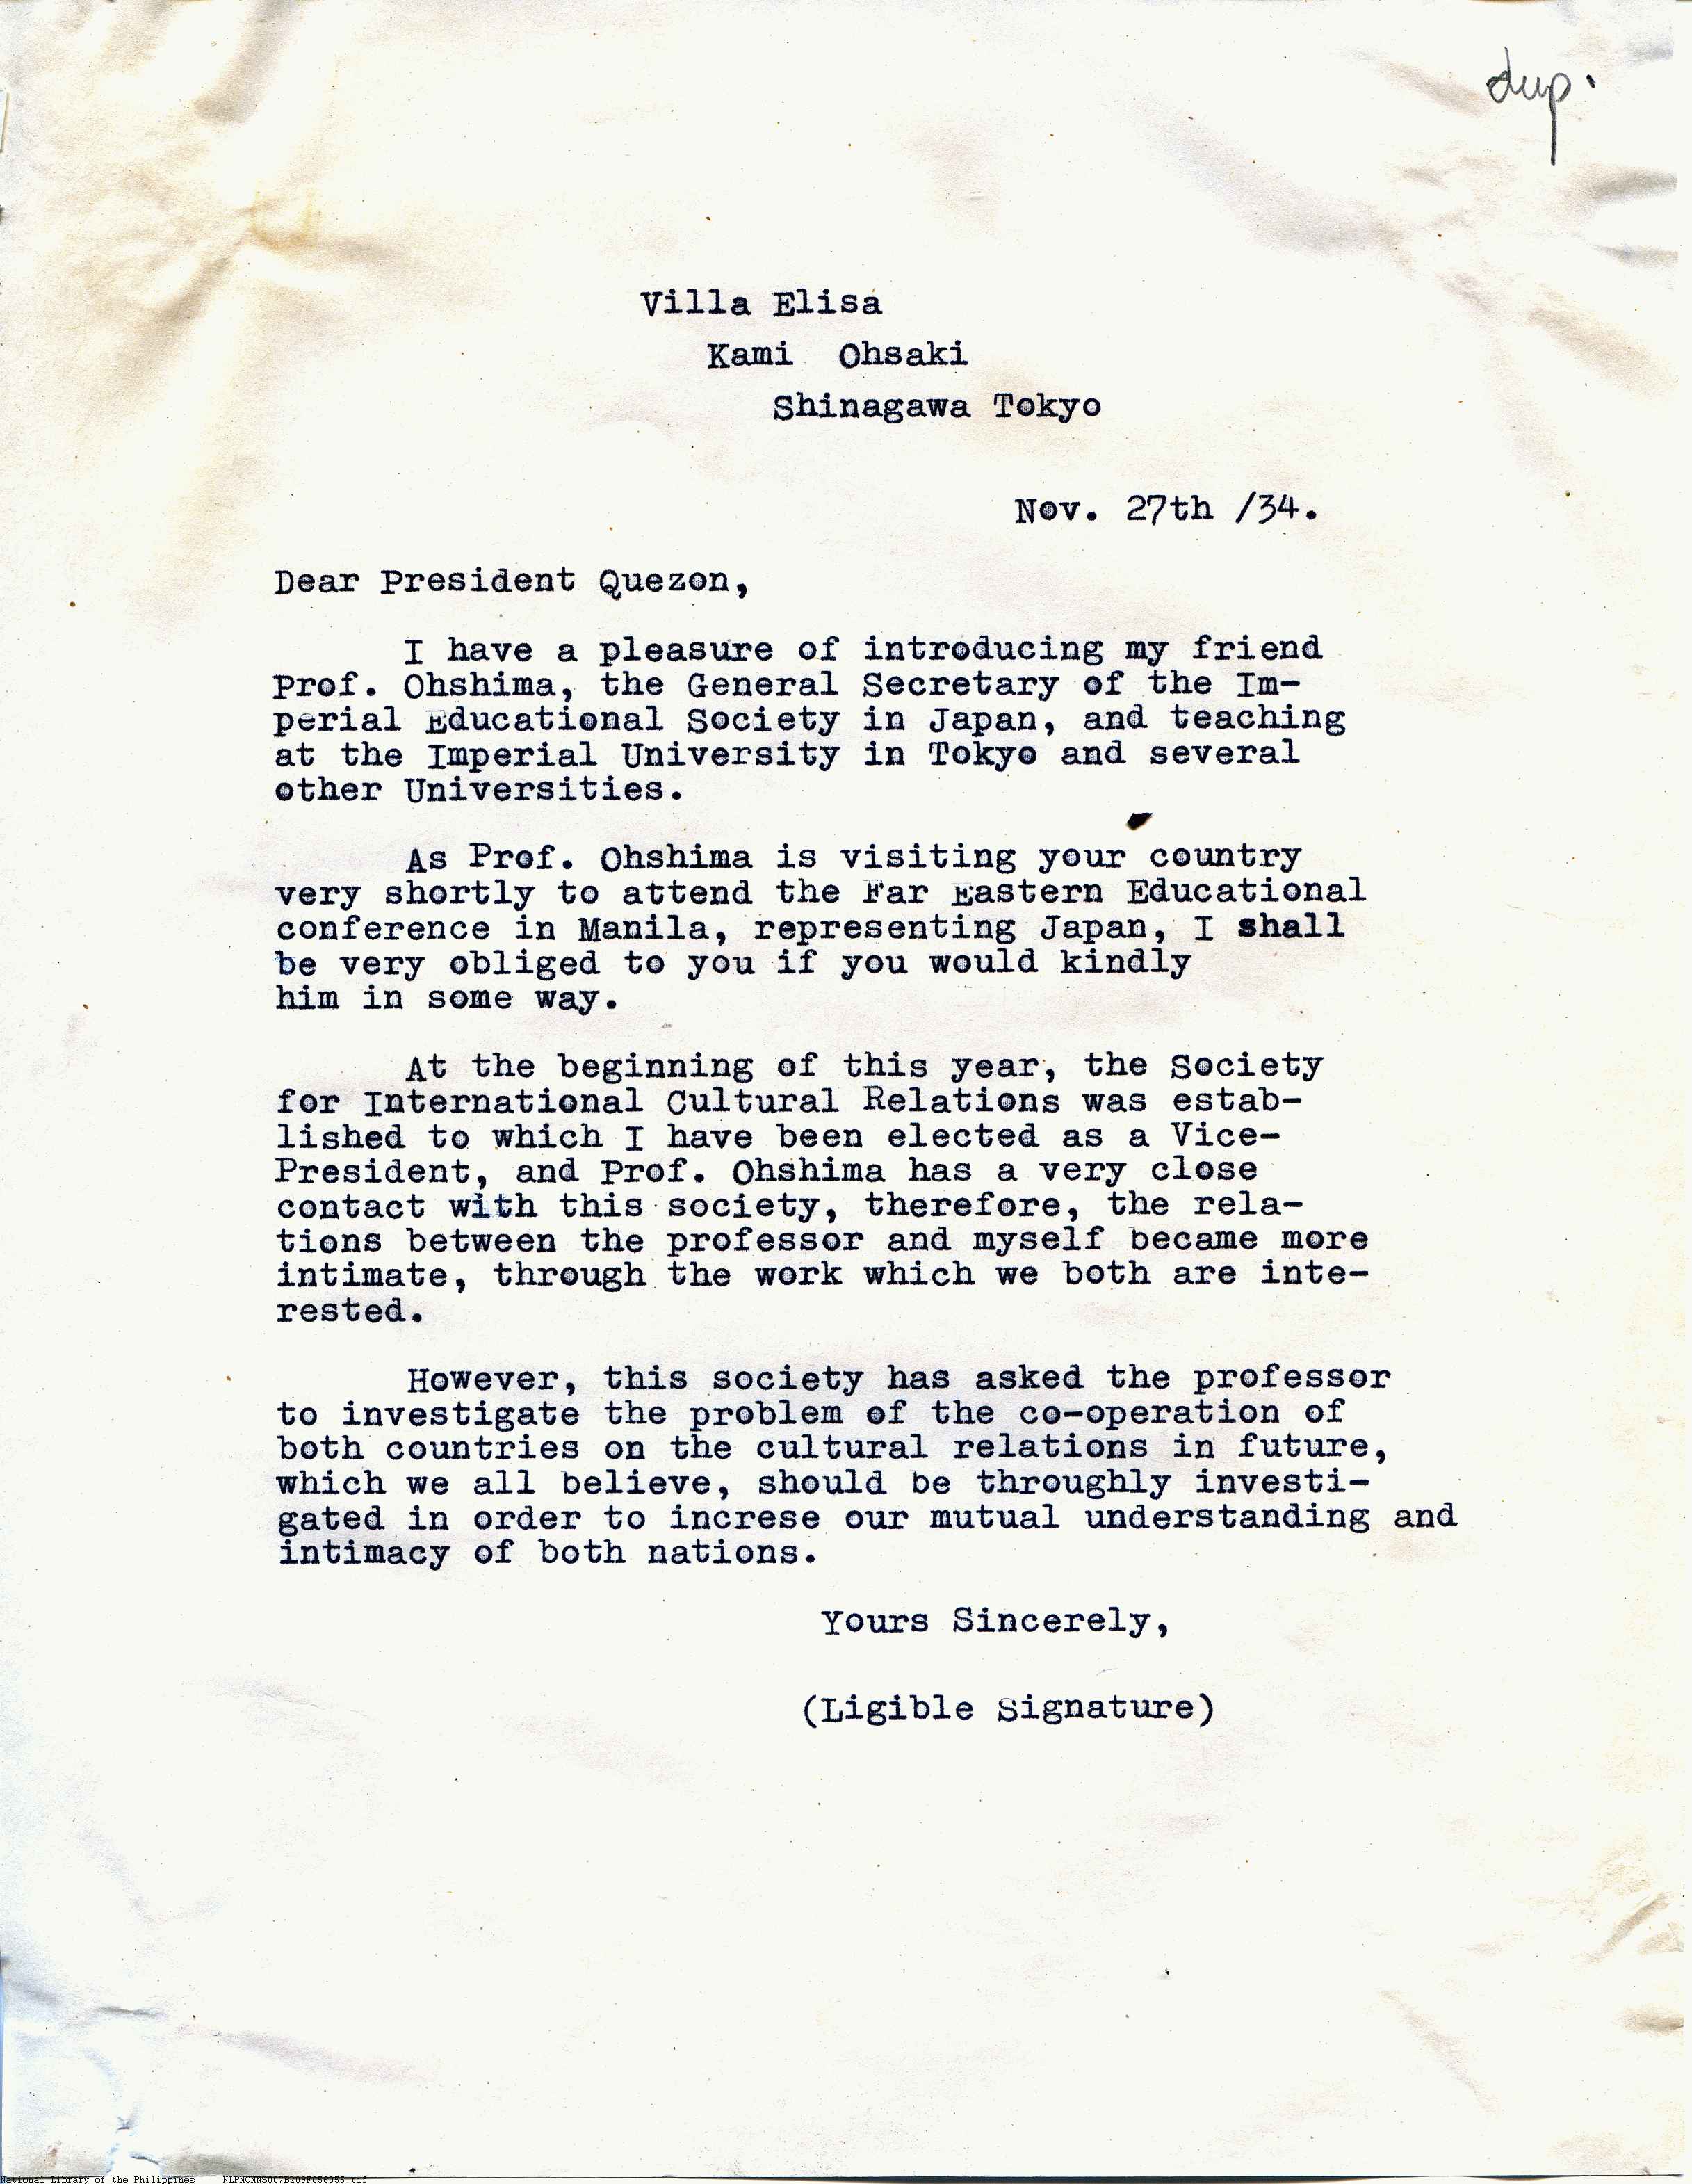 dup.
Villa Elisa
Kami Ohsaki
Shinagawa Tokyo
Nov. 27th /34.
Dear President Quezon,
I have a pleasure of introducing my friend
Prof. Ohshima, the General Secretary of the Im-
perial Educational Society in Japan, and teaching
at the Imperial University in Tokyo and several
other Universities.
As Prof. Ohshima is visiting your country
very shortly to attend the Far Eastern Educational
conference in Manila, representing Japan, I shall
be very obliged to you if you would kindly
him in some way.
At the beginning of this year, the Society
for International Cultural Relations was estab-
lished to which I have been elected as a Vice-
President, and Prof. Ohshima has a very close
contact with this society, therefore, the rela-
tions between the professor and myself became more
intimate, through the work which we both are inte-
rested.
However, this society has asked the professor
to investigate the problem of the co-operation of
both countries on the cultural relations in future,
which we all believe, should be throughly investi-
gated in order to increse our mutual understanding and
intimacy of both nations.
Yours Sincerely,
(Ligible Signature)
National Library of the Philippines